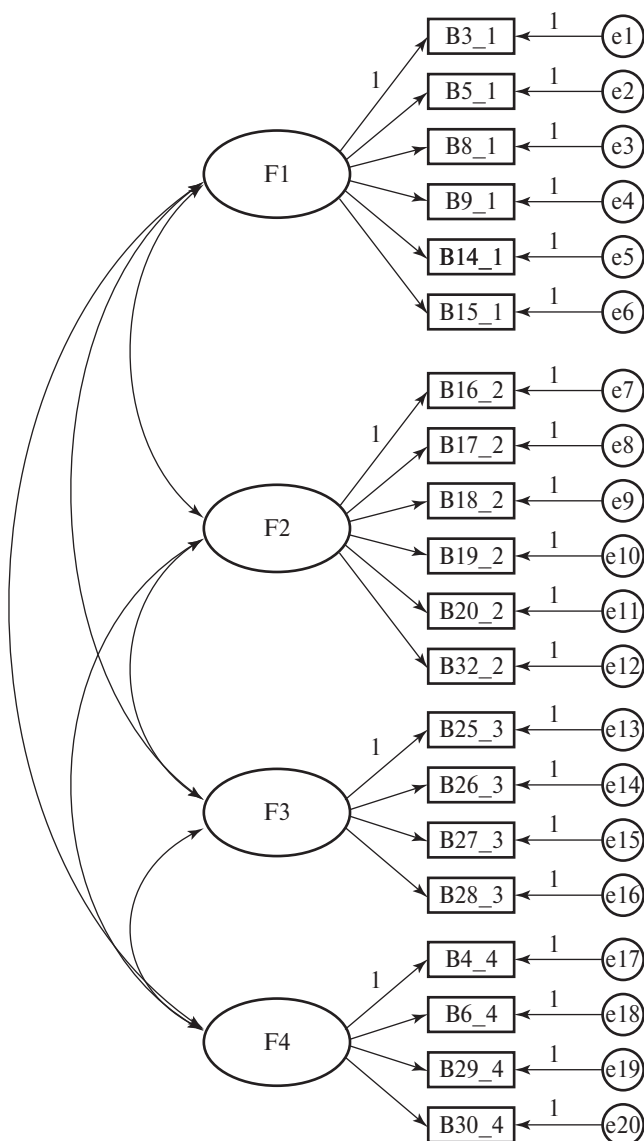 B3_1 1 e1
1
B5_1 1 e2
B8_1 1 e3
F1
B9_1 1 e4
B14_1 1 e5
B15_1 1 e6
B16_2 1 e7
1
B17_2 1 e8
B18_2 1 e9
F2
B19_2 1 e10
B20_2 1 e11
B32_2 1 e12
B25_3 1 e13
1
B26_3 1 e14
F3
B27_3 1 e15
B28_3 1 e16
B4_4 1 e17
1
B6_4 1 e18
F4
B29_4 1 e19
B30_4 1 e20